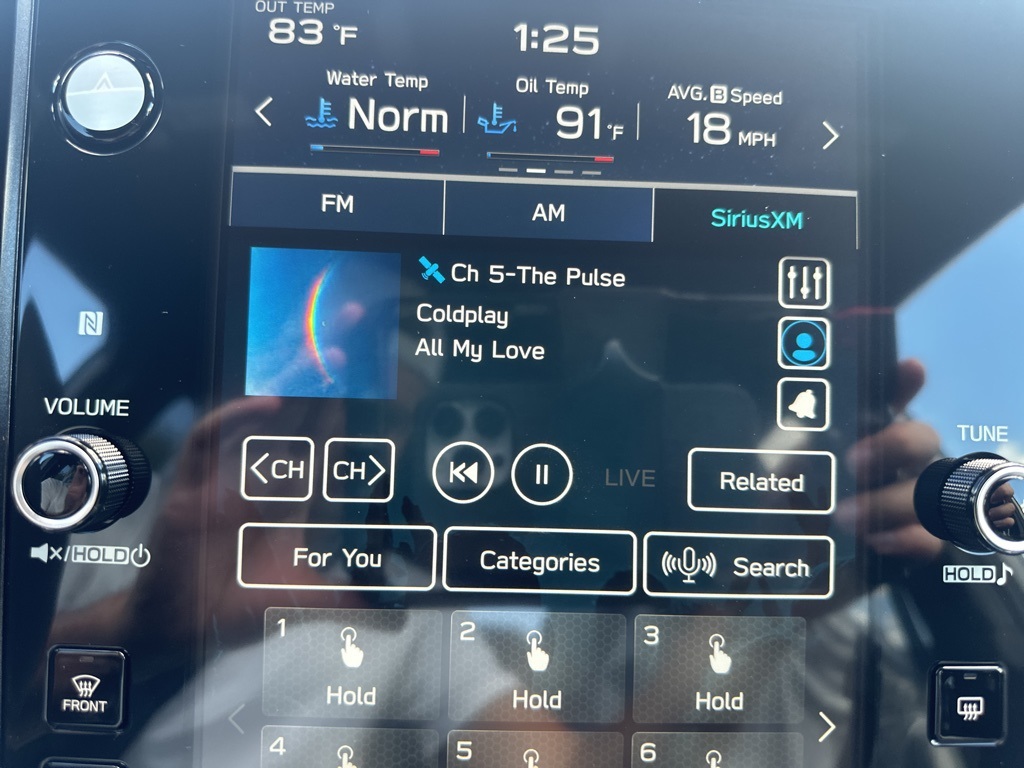 OUT TEMP
83 °F
1:25
Water Temp
Norm
Oil Temp
91 °F
AVG. B Speed
18 MPH
FM
AM
SiriusXM
Ch 5-The Pulse
Coldplay
All My Love
VOLUME
TUNE
<CH
CH>
LIVE
Related
/HOLD
For You
Categories
Search
HOLD
1
Hold
2
Hold
3
Hold
FRONT
4
5
6